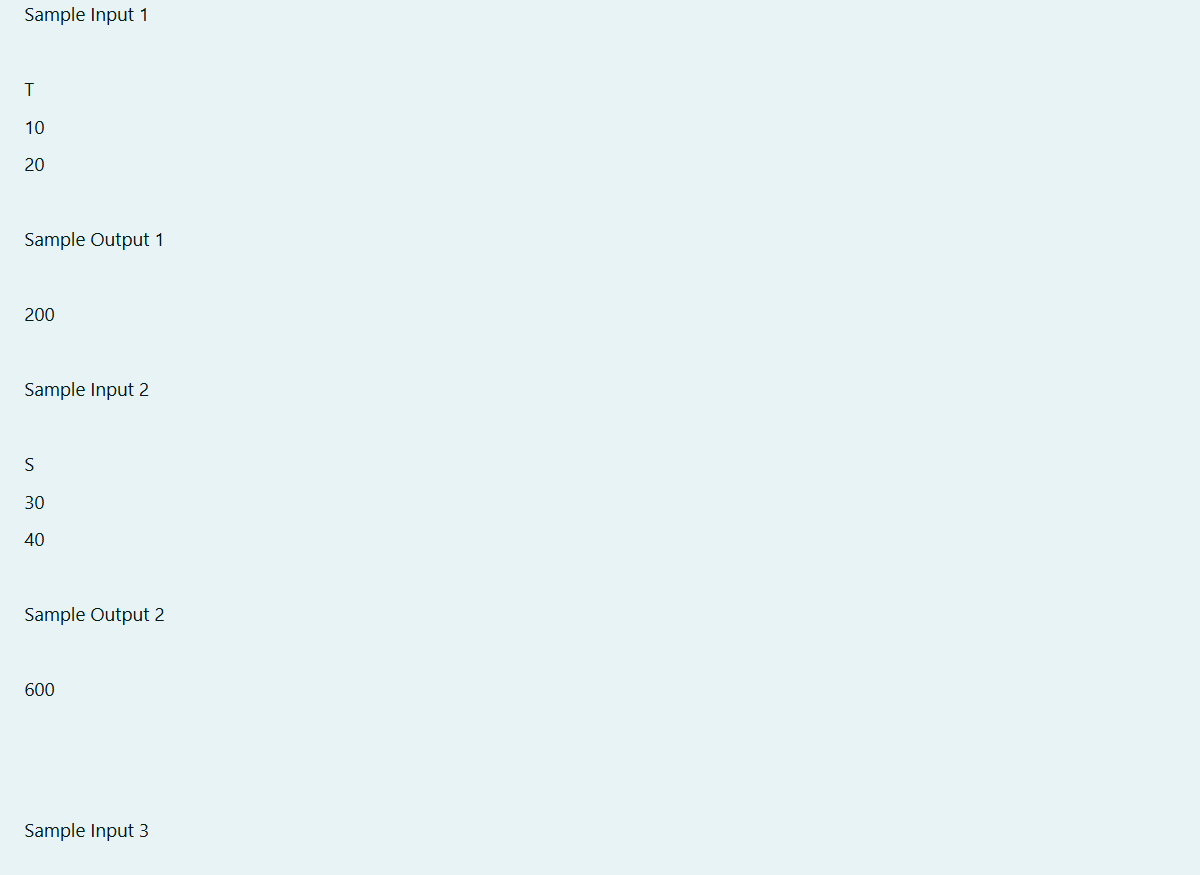 Sample Input 1
T
10
20
Sample Output 1
200
Sample Input 2
S
30
40
Sample Output 2
600
Sample Input 3